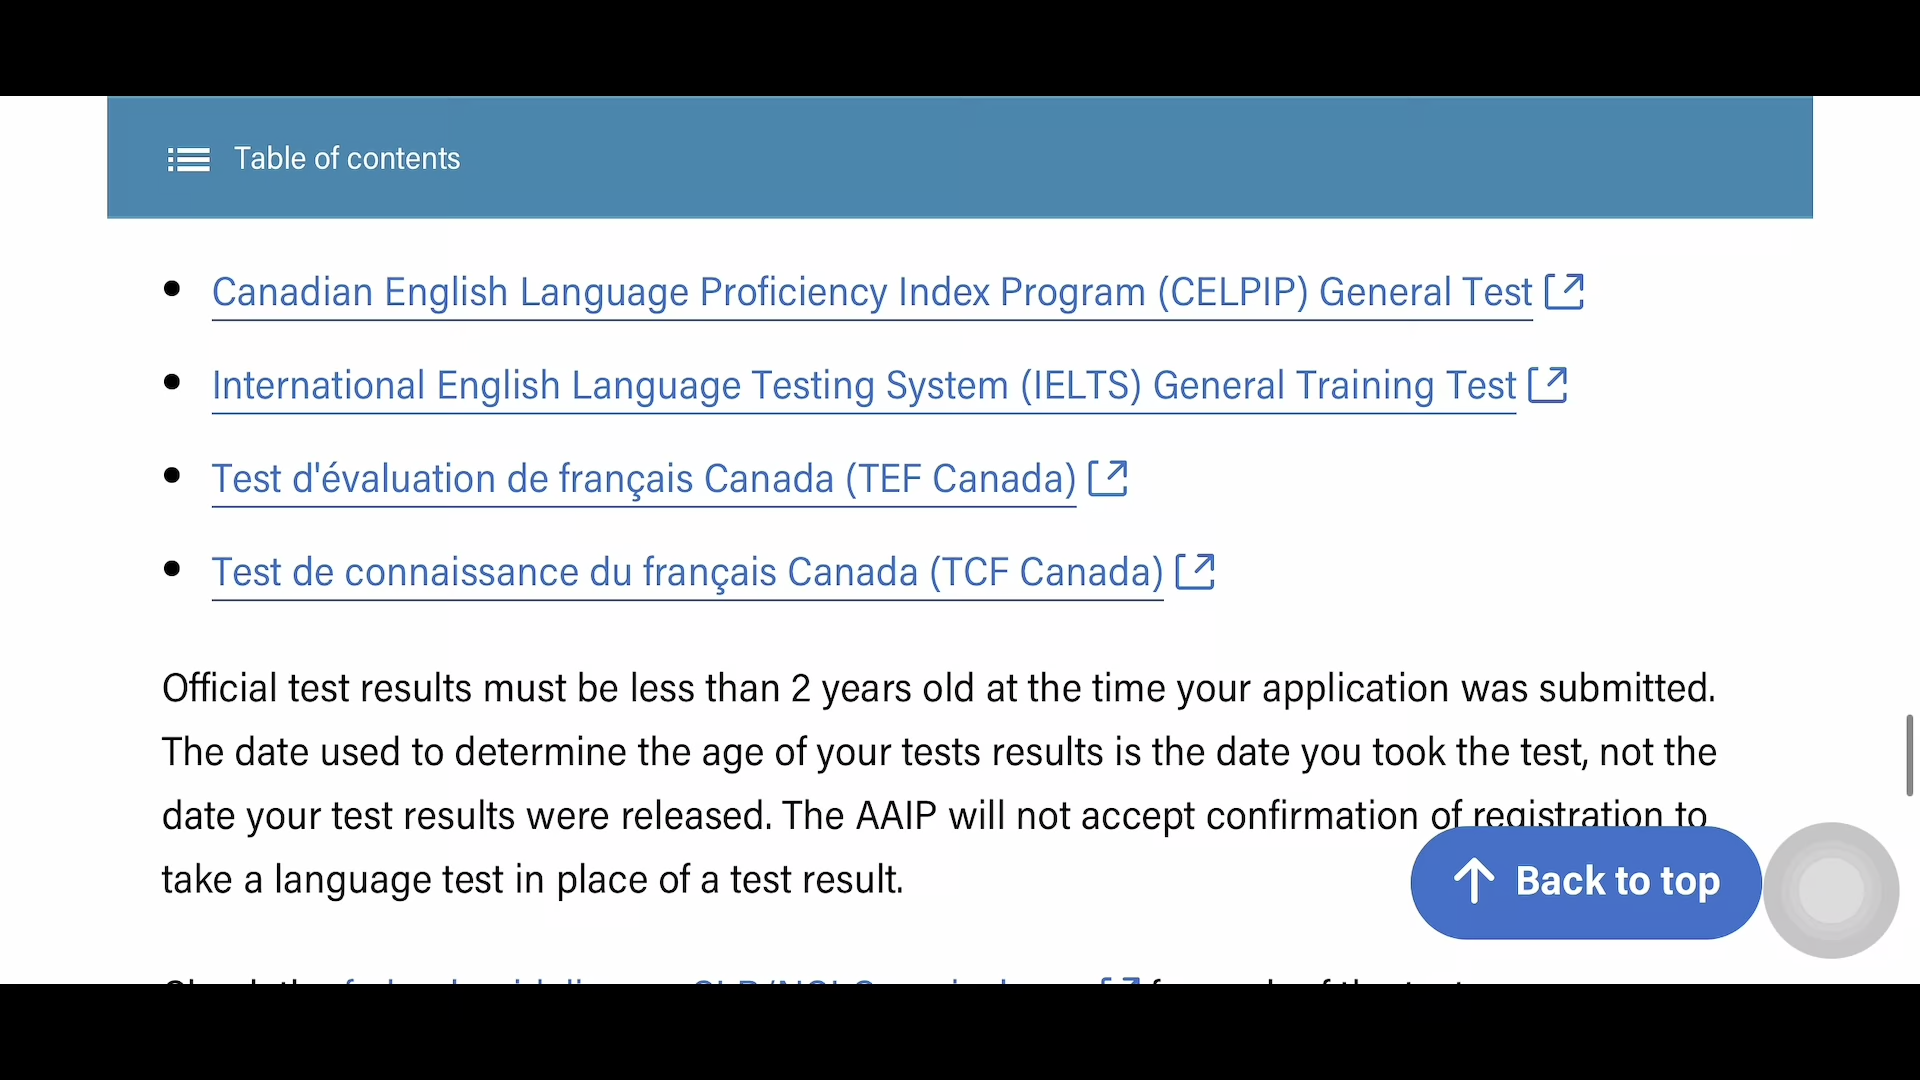 Table of contents
Canadian English Language Proficiency Index Program (CELPIP) General Test
International English Language Testing System (IELTS) General Training Test
Test d'évaluation de français Canada (TEF Canada)
Test de connaissance du français Canada (TCF Canada)
Official test results must be less than 2 years old at the time your application was submitted.
The date used to determine the age of your tests results is the date you took the test, not the
date your test results were released. The AAIP will not accept confirmation of registration to
take a language test in place of a test result.
Back to top